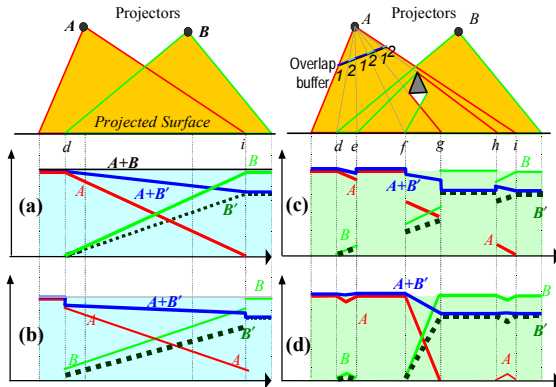 Projectors
A
B
Projected Surface
d
i
Projectors
A
B
Overlap
buffer
1 2 1 2 1 2
d e f g h i
(a)
A+B
A
A+B′
B
B′
(b)
A+B′
A
B
B′
A
(c)
A
A+B′
B
B
B′
A
(d)
A+B′
A
B
B
B′
A